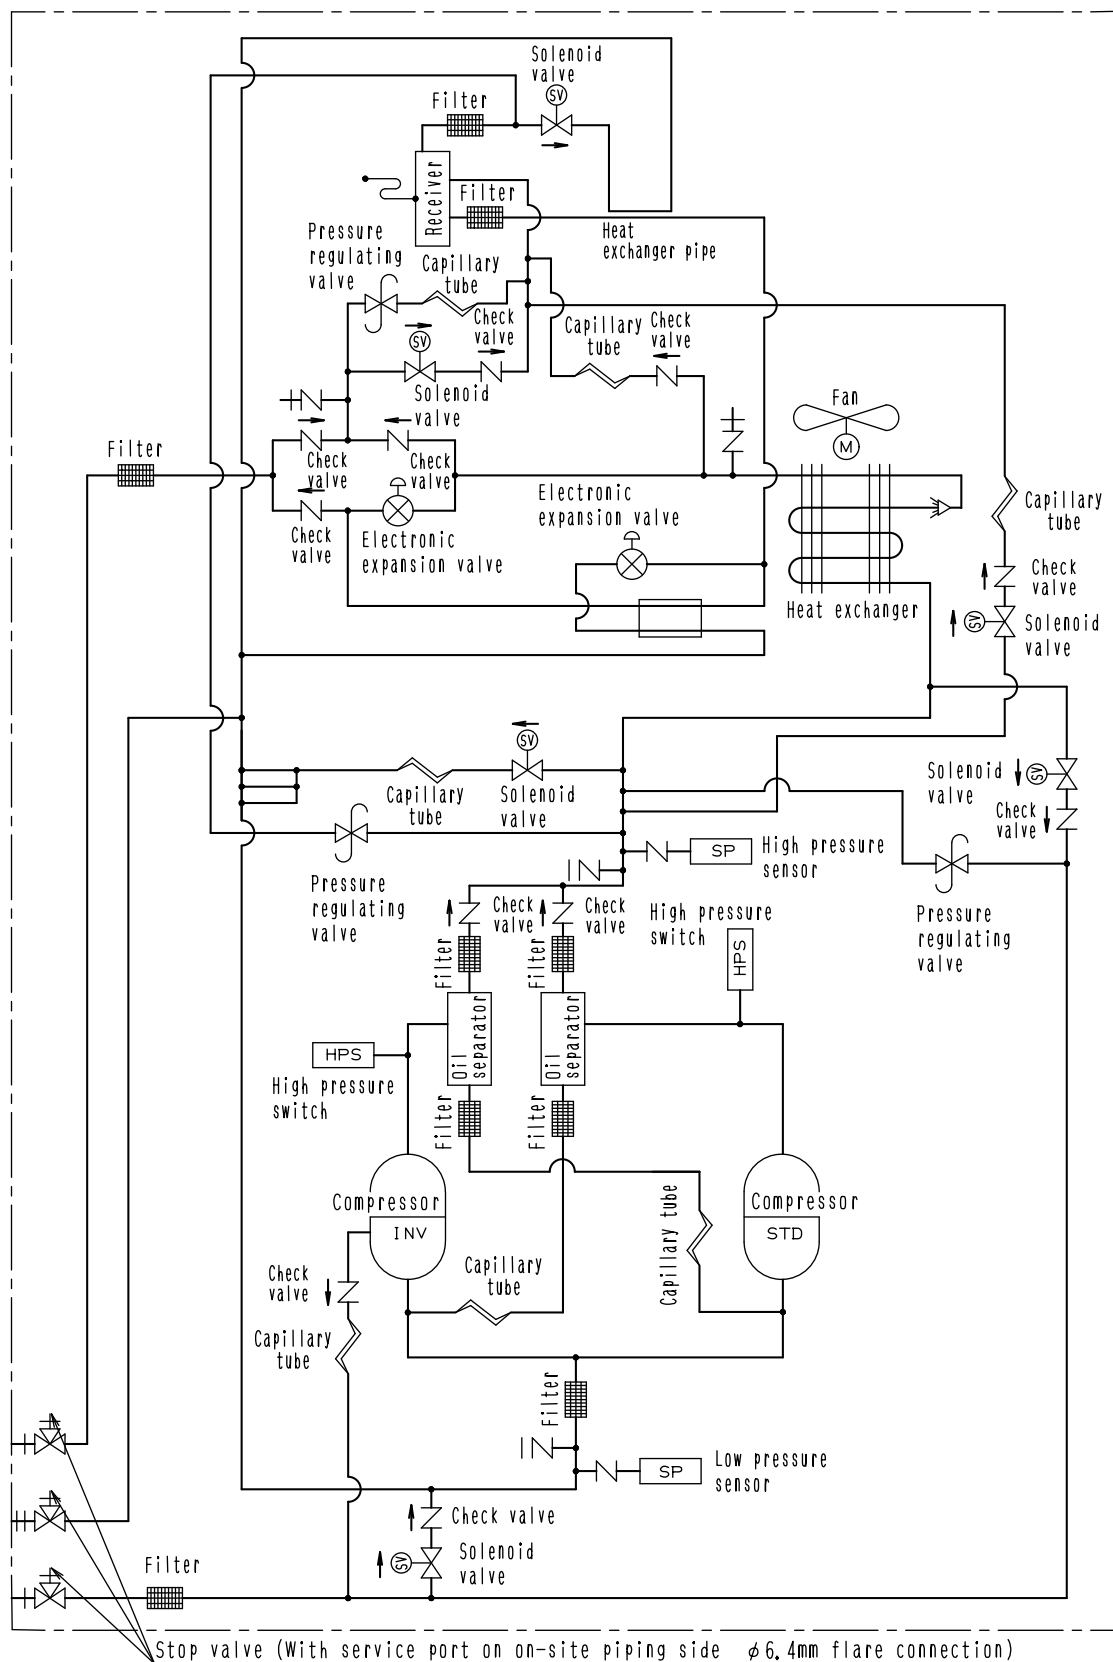 Solenoid
valve
SV
Filter
Receiver
Filter
Heat
exchanger pipe
Pressure
regulating
valve
Capillary
tube
Check
valve
SV
Solenoid
valve
Capillary
tube
Check
valve
Fan
M
Filter
Check
valve
Check
valve
Check
valve
Electronic
expansion valve
Electronic
expansion valve
Heat exchanger
Capillary
tube
Check
valve
SV
Solenoid
valve
SV
Capillary
tube
Solenoid
valve
Solenoid
valve
SV
Check
valve
SP
High pressure
sensor
Pressure
regulating
valve
Check
valve
Check
valve
High pressure
switch
Pressure
regulating
valve
Filter
Filter
HPS
Oil
separator
Oil
separator
HPS
High pressure
switch
Filter
Filter
Compressor
INV
Compressor
STD
Capillary tube
Check
valve
Capillary
tube
Capillary
tube
Filter
SP
Low pressure
sensor
Check valve
SV
Solenoid
valve
Filter
Stop valve (With service port on on-site piping side φ6.4mm flare connection)